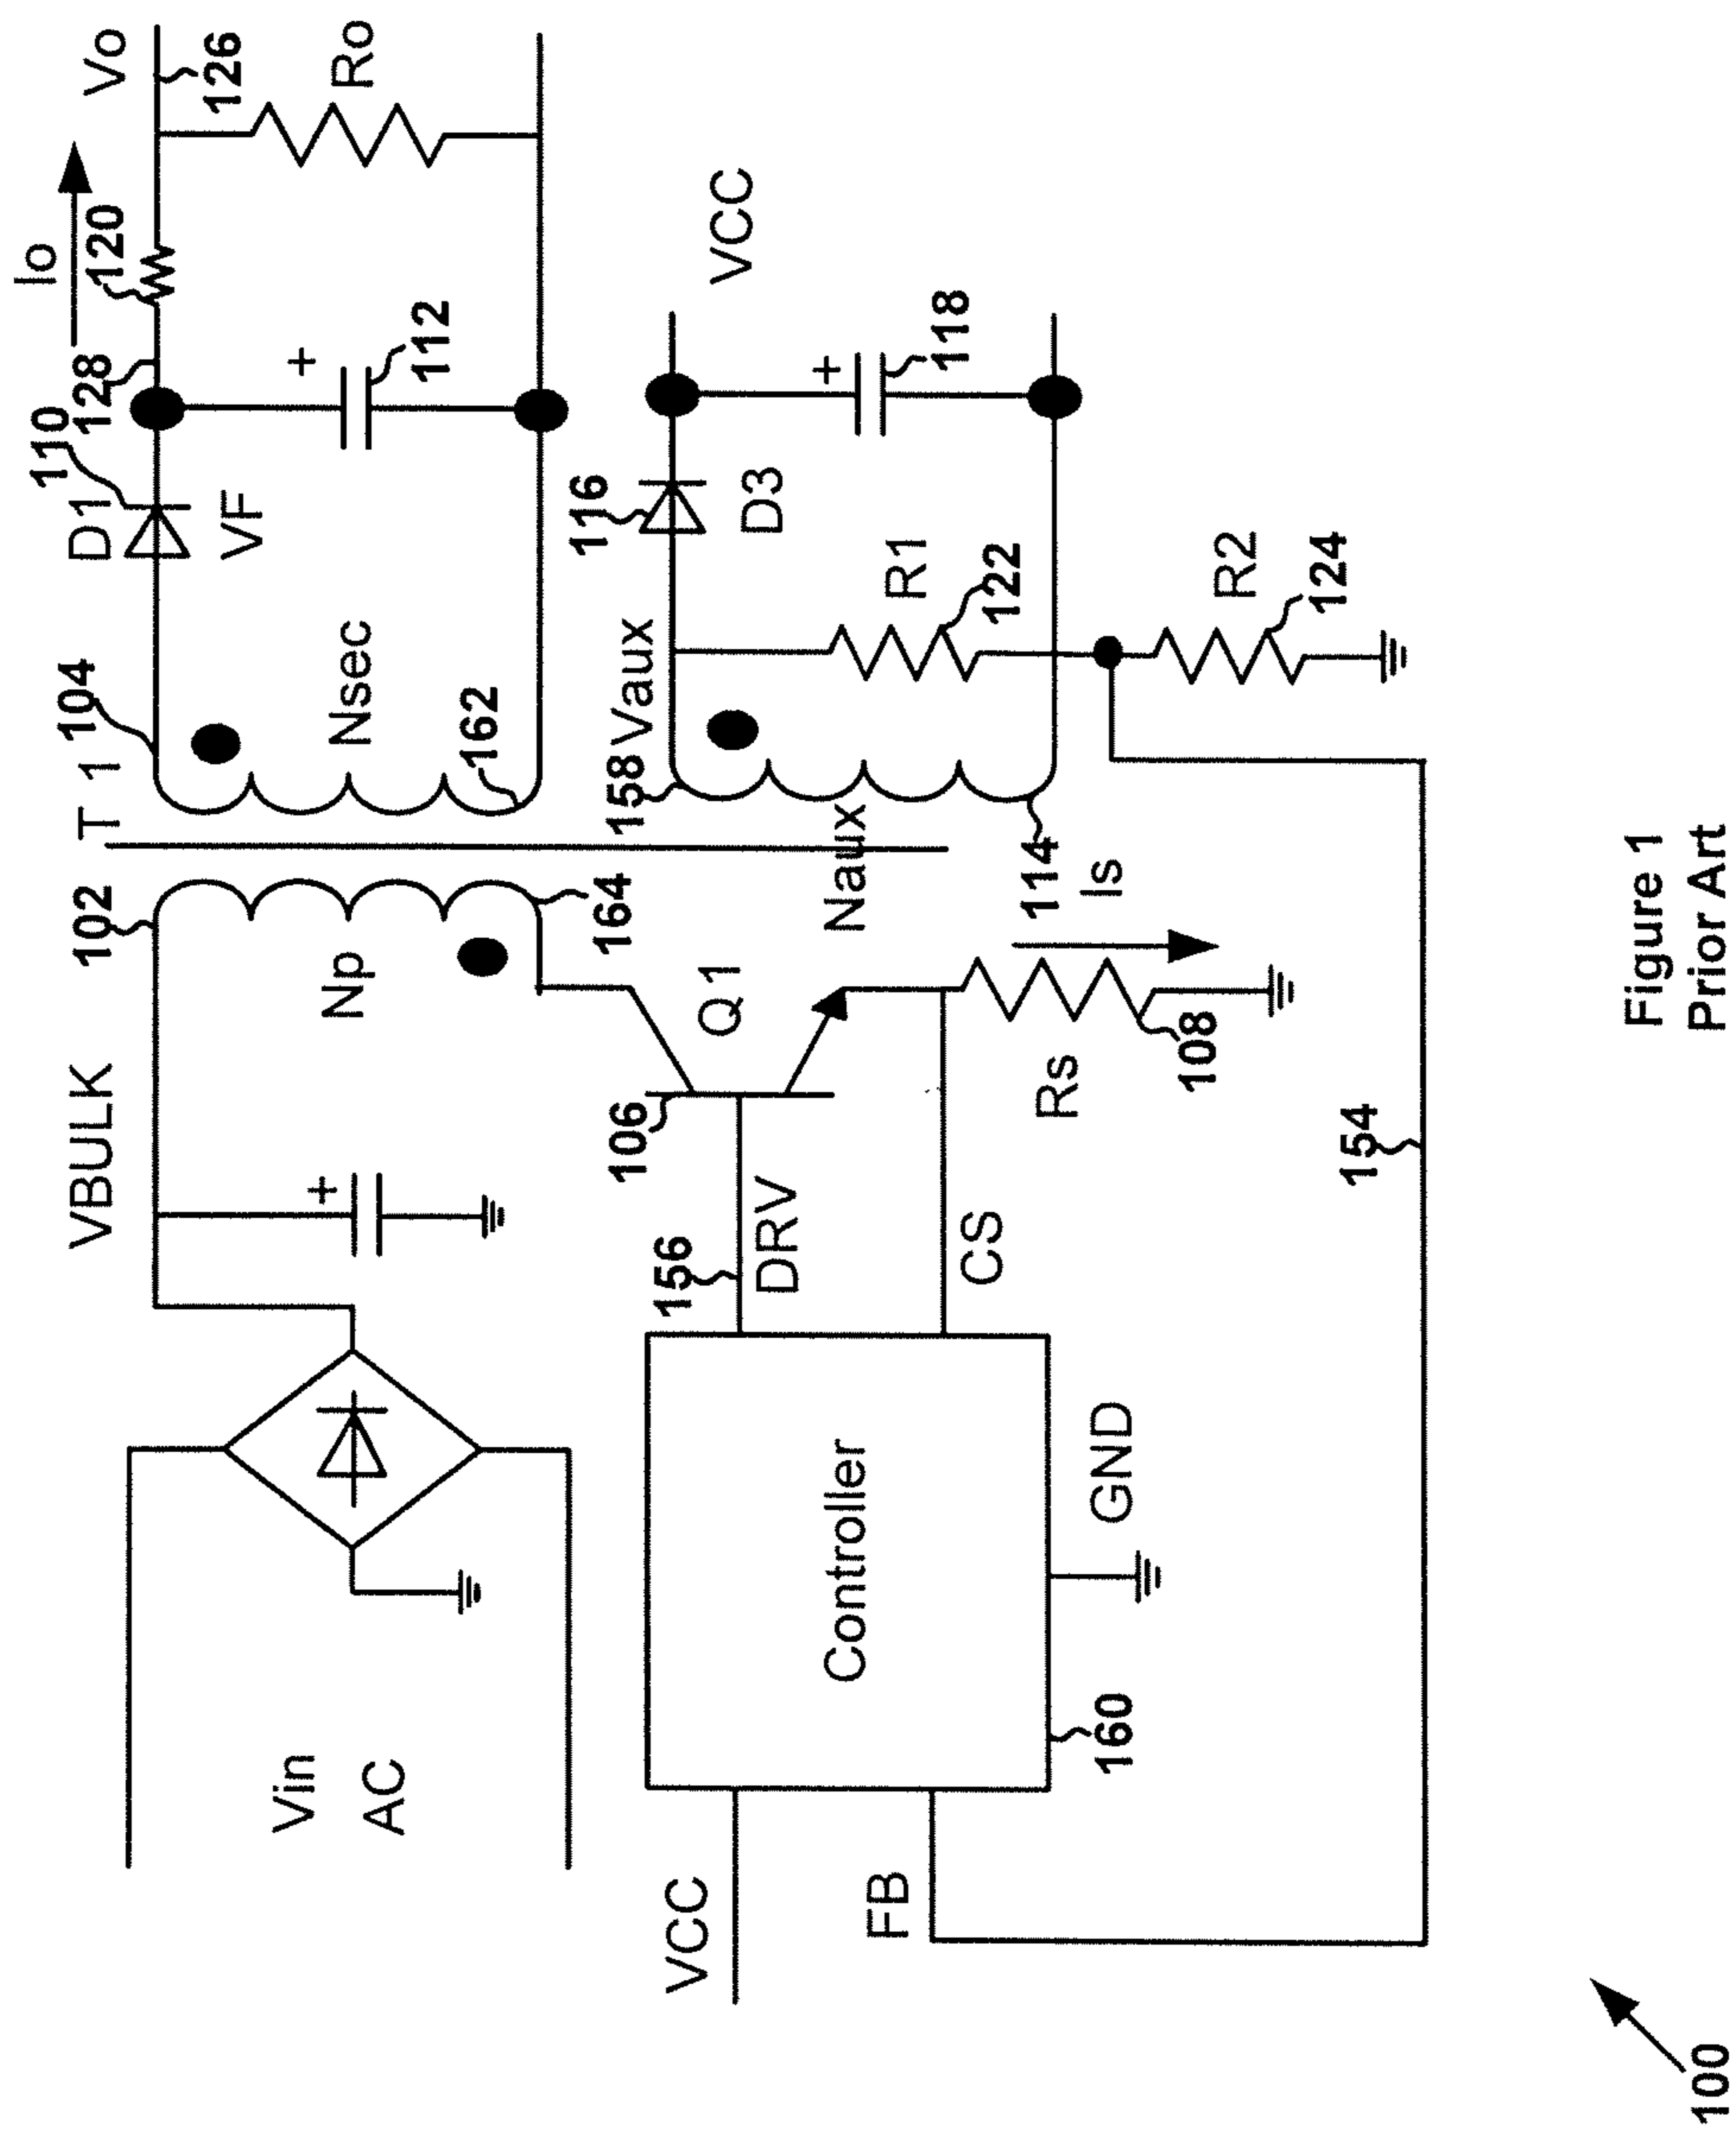 Vin
AC
VBULK
102
Np
164
T 1
104
Nsec
162
D1
110
VF
128
112
+
Io
120
Vo
126
Ro
+
VCC
FB
Controller
160
GND
156
DRV
CS
106
Q1
Rs
108
Is
Naux
114
158
Vaux
R1
122
116
D3
+
118
VCC
R2
124
154
100
Figure 1
Prior Art